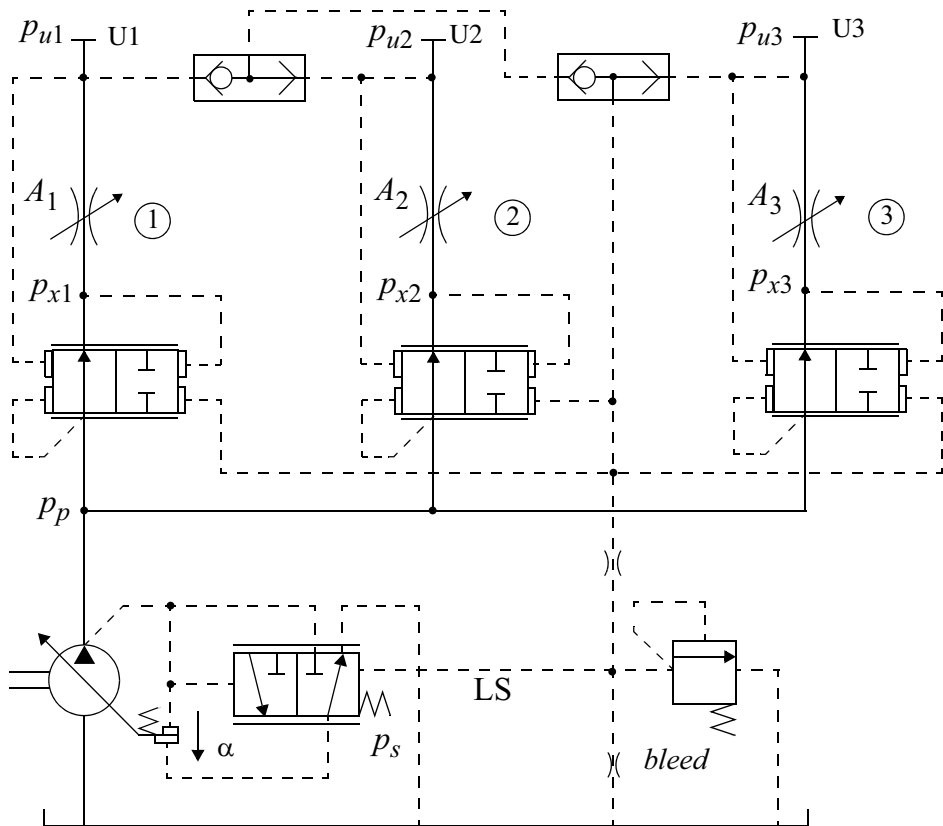 pu1 U1 pu2 U2 pu3 U3
A1 1 A2 2 A3 3
px1 px2 px3
pp
LS
α ps bleed